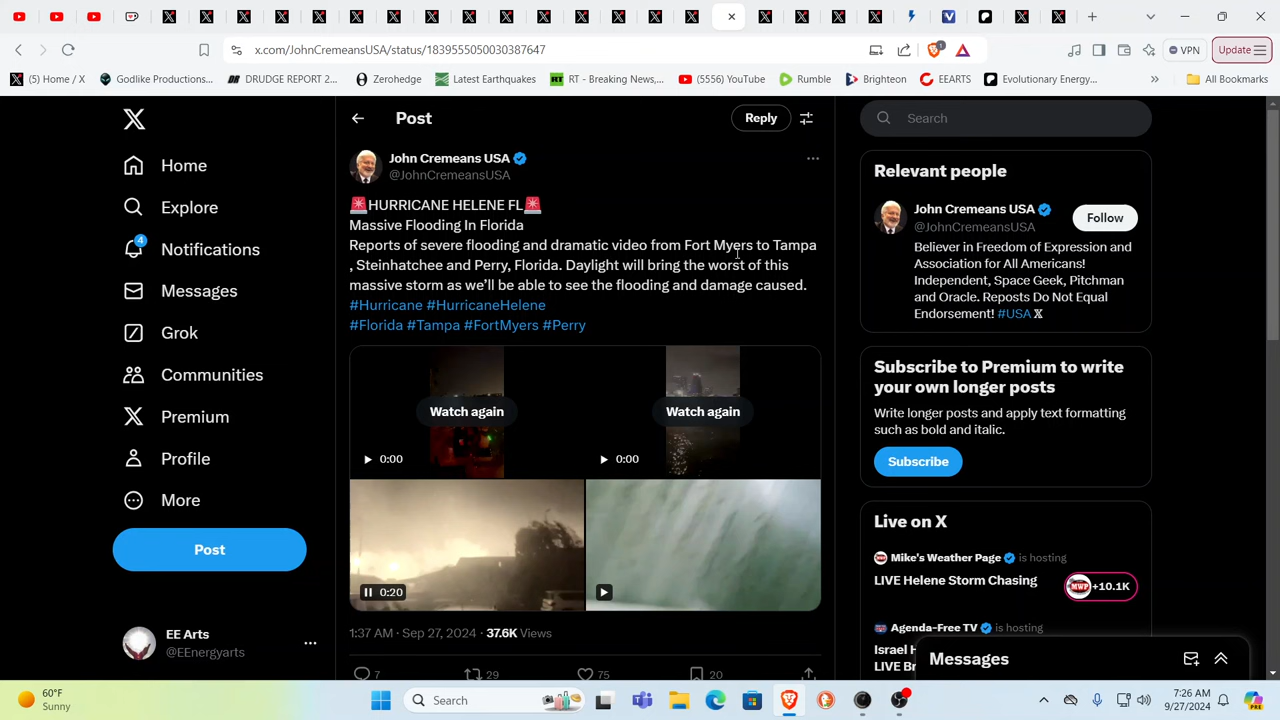 x.com/JohnCremeansUSA/status/1839555050030387647
1
VPN
Update
(5) Home / X
Godlike Productions...
DRUDGE REPORT 2...
Zerohedge
Latest Earthquakes
RT - Breaking News,...
(5556) YouTube
Rumble
Brighteon
EEARTS
Evolutionary Energy...
All Bookmarks
Post
Reply
Search
Home
Explore
4
Notifications
Messages
Grok
Communities
Premium
Profile
More
Post
EE Arts
@EEnergyarts
John Cremeans USA
@JohnCremeansUSA
🚨HURRICANE HELENE FL🚨
Massive Flooding In Florida
Reports of severe flooding and dramatic video from Fort Myers to Tampa
, Steinhatchee and Perry, Florida. Daylight will bring the worst of this
massive storm as we’ll be able to see the flooding and damage caused.
#Hurricane #HurricaneHelene
#Florida #Tampa #FortMyers #Perry
Watch again
Watch again
0:00
0:00
0:20
1:37 AM · Sep 27, 2024 · 37.6K Views
7
29
75
20
Relevant people
John Cremeans USA
@JohnCremeansUSA
Follow
Believer in Freedom of Expression and
Association for All Americans!
Independent, Space Geek, Pitchman
and Oracle. Reposts Do Not Equal
Endorsement! #USA 𝕏
Subscribe to Premium to write
your own longer posts
Write longer posts and apply text formatting
such as bold and italic.
Subscribe
Live on X
Mike's Weather Page is hosting
LIVE Helene Storm Chasing
MWP
+10.1K
Agenda-Free TV is hosting
Israel H
LIVE Br
Messages
60°F
Sunny
Search
7:26 AM
9/27/2024
PRE